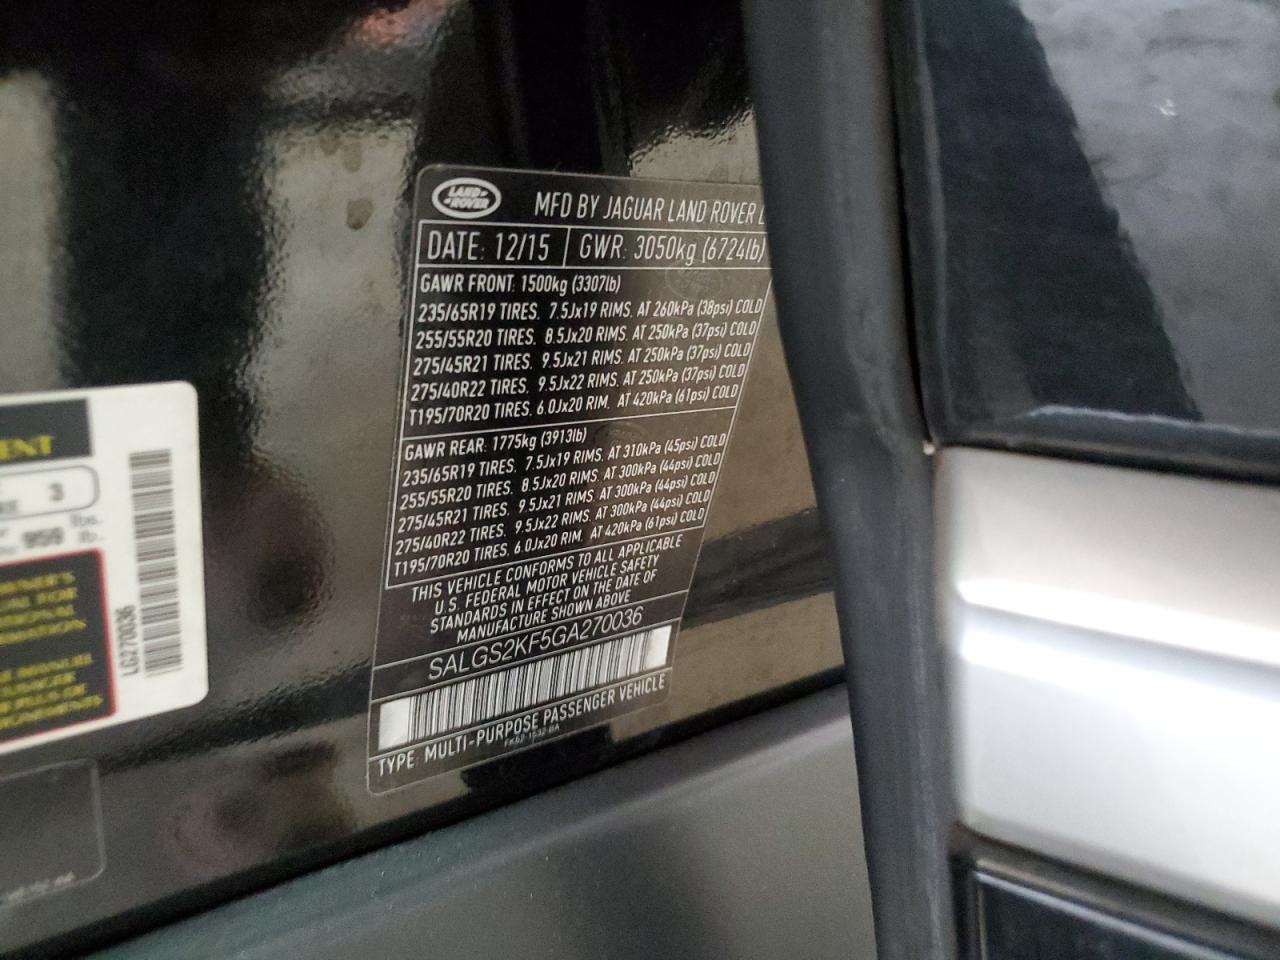 LAND ROVER
MFD BY JAGUAR LAND ROVER L
DATE: 12/15 GWR: 3050kg (6724lb)
GAWR FRONT: 1500kg (3307lb)
235/65R19 TIRES. 7.5Jx19 RIMS. AT 260kPa (38psi) COLD
255/55R20 TIRES. 8.5Jx20 RIMS. AT 250kPa (37psi) COLD
275/45R21 TIRES. 9.5Jx21 RIMS. AT 250kPa (37psi) COLD
275/40R22 TIRES. 9.5Jx22 RIMS. AT 250kPa (37psi) COLD
T195/70R20 TIRES. 6.0Jx20 RIM. AT 420kPa (61psi) COLD
GAWR REAR: 1775kg (3913lb)
235/65R19 TIRES. 7.5Jx19 RIMS. AT 310kPa (45psi) COLD
255/55R20 TIRES. 8.5Jx20 RIMS. AT 300kPa (44psi) COLD
275/45R21 TIRES. 9.5Jx21 RIMS. AT 300kPa (44psi) COLD
275/40R22 TIRES. 9.5Jx22 RIMS. AT 300kPa (44psi) COLD
T195/70R20 TIRES. 6.0Jx20 RIM. AT 420kPa (61psi) COLD
THIS VEHICLE CONFORMS TO ALL APPLICABLE
U.S. FEDERAL MOTOR VEHICLE SAFETY
STANDARDS IN EFFECT ON THE DATE OF
MANUFACTURE SHOWN ABOVE
SALGS2KF5GA270036
TYPE: MULTI-PURPOSE PASSENGER VEHICLE
ENT
3
959 lbs.
lb.
LG270036